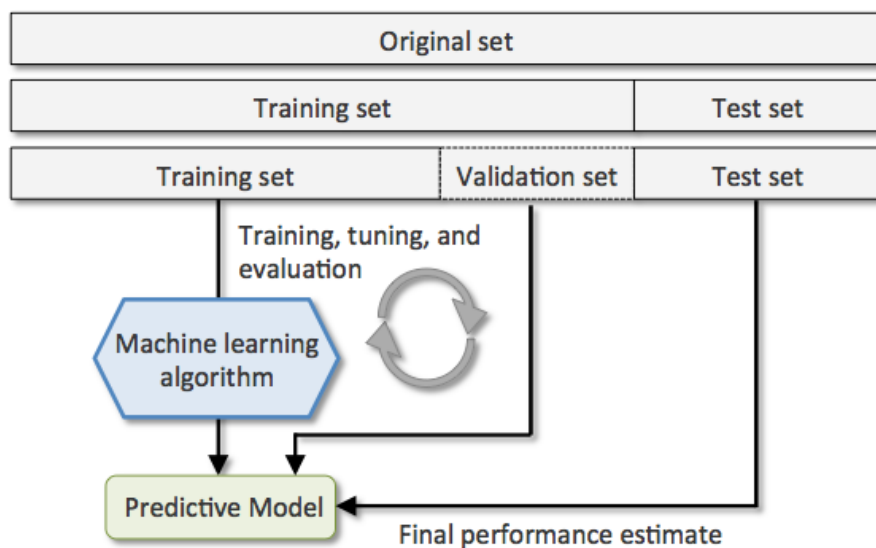 Original set
Training set
Test set
Training set
Validation set
Test set
Training, tuning, and
evaluation
Machine learning
algorithm
Predictive Model
Final performance estimate